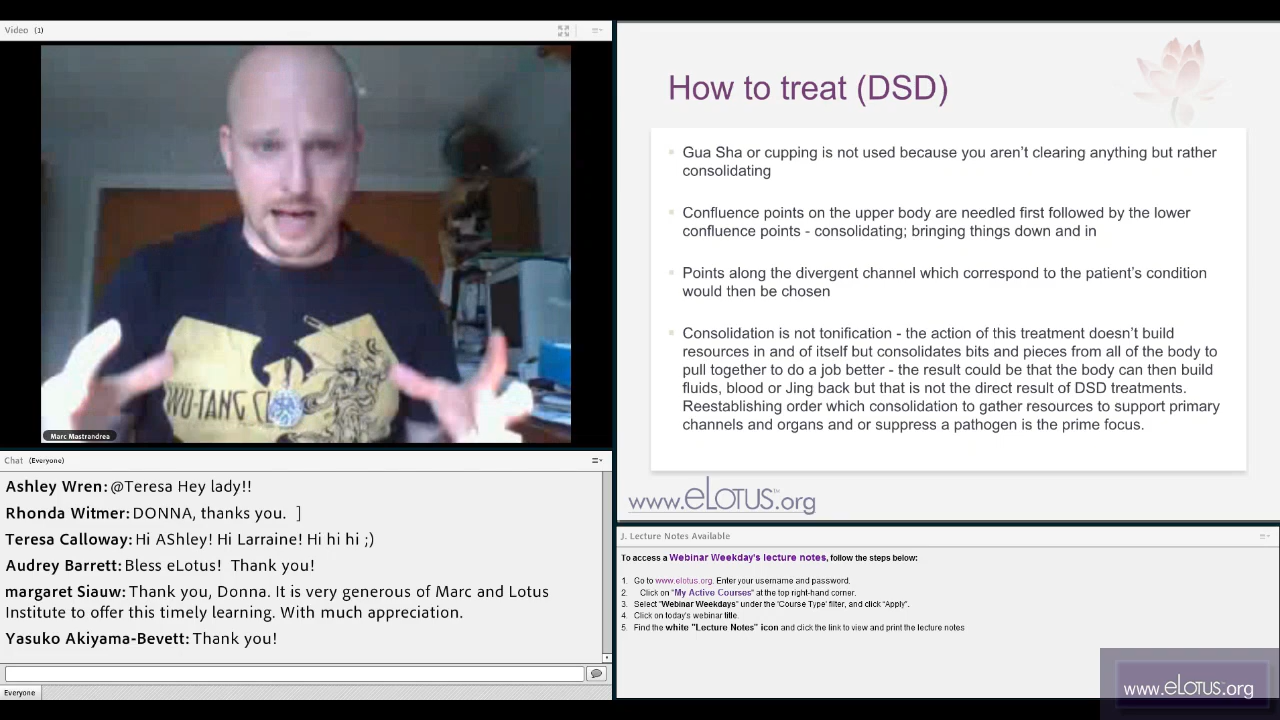 Video (1)
Marc Mastrandrea
WU-TANG
Chat (Everyone)
Ashley Wren: @Teresa Hey lady!!
Rhonda Witmer: DONNA, thanks you.  ]
Teresa Calloway: Hi AShley! Hi Larraine! Hi hi hi ;)
Audrey Barrett: Bless eLotus!  Thank you!
margaret Siauw: Thank you, Donna. It is very generous of Marc and Lotus
Institute to offer this timely learning. With much appreciation.
Yasuko Akiyama-Bevett: Thank you!
Everyone
How to treat (DSD)
Gua Sha or cupping is not used because you aren't clearing anything but rather
consolidating
Confluence points on the upper body are needled first followed by the lower
confluence points - consolidating; bringing things down and in
Points along the divergent channel which correspond to the patient's condition
would then be chosen
Consolidation is not tonification - the action of this treatment doesn't build
resources in and of itself but consolidates bits and pieces from all of the body to
pull together to do a job better - the result could be that the body can then build
fluids, blood or Jing back but that is not the direct result of DSD treatments.
Reestablishing order which consolidation to gather resources to support primary
channels and organs and or suppress a pathogen is the prime focus.
www.eLOTUS.org
J. Lecture Notes Available
To access a Webinar Weekday's lecture notes, follow the steps below:
1. Go to www.elotus.org. Enter your username and password.
2. Click on "My Active Courses" at the top right-hand corner.
3. Select "Webinar Weekdays" under the 'Course Type' filter, and click "Apply".
4. Click on today's webinar title.
5. Find the white "Lecture Notes" icon and click the link to view and print the lecture notes
www.eLOTUS.org